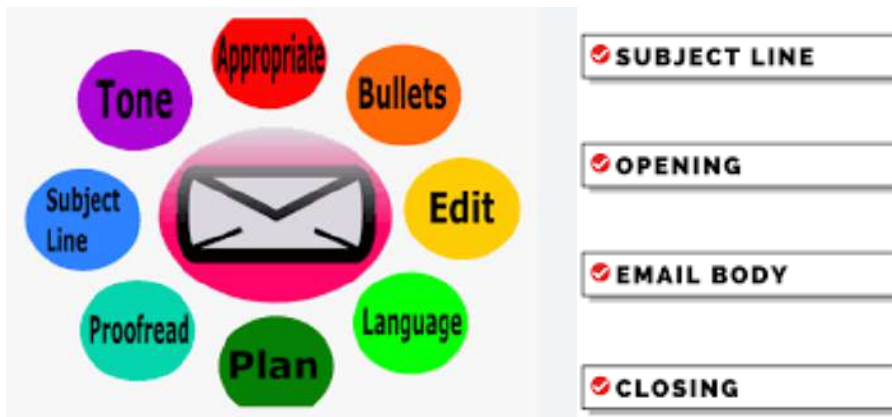 Appropriate
Tone
Bullets
Subject
Line
Edit
Proofread
Language
Plan
SUBJECT LINE
OPENING
EMAIL BODY
CLOSING